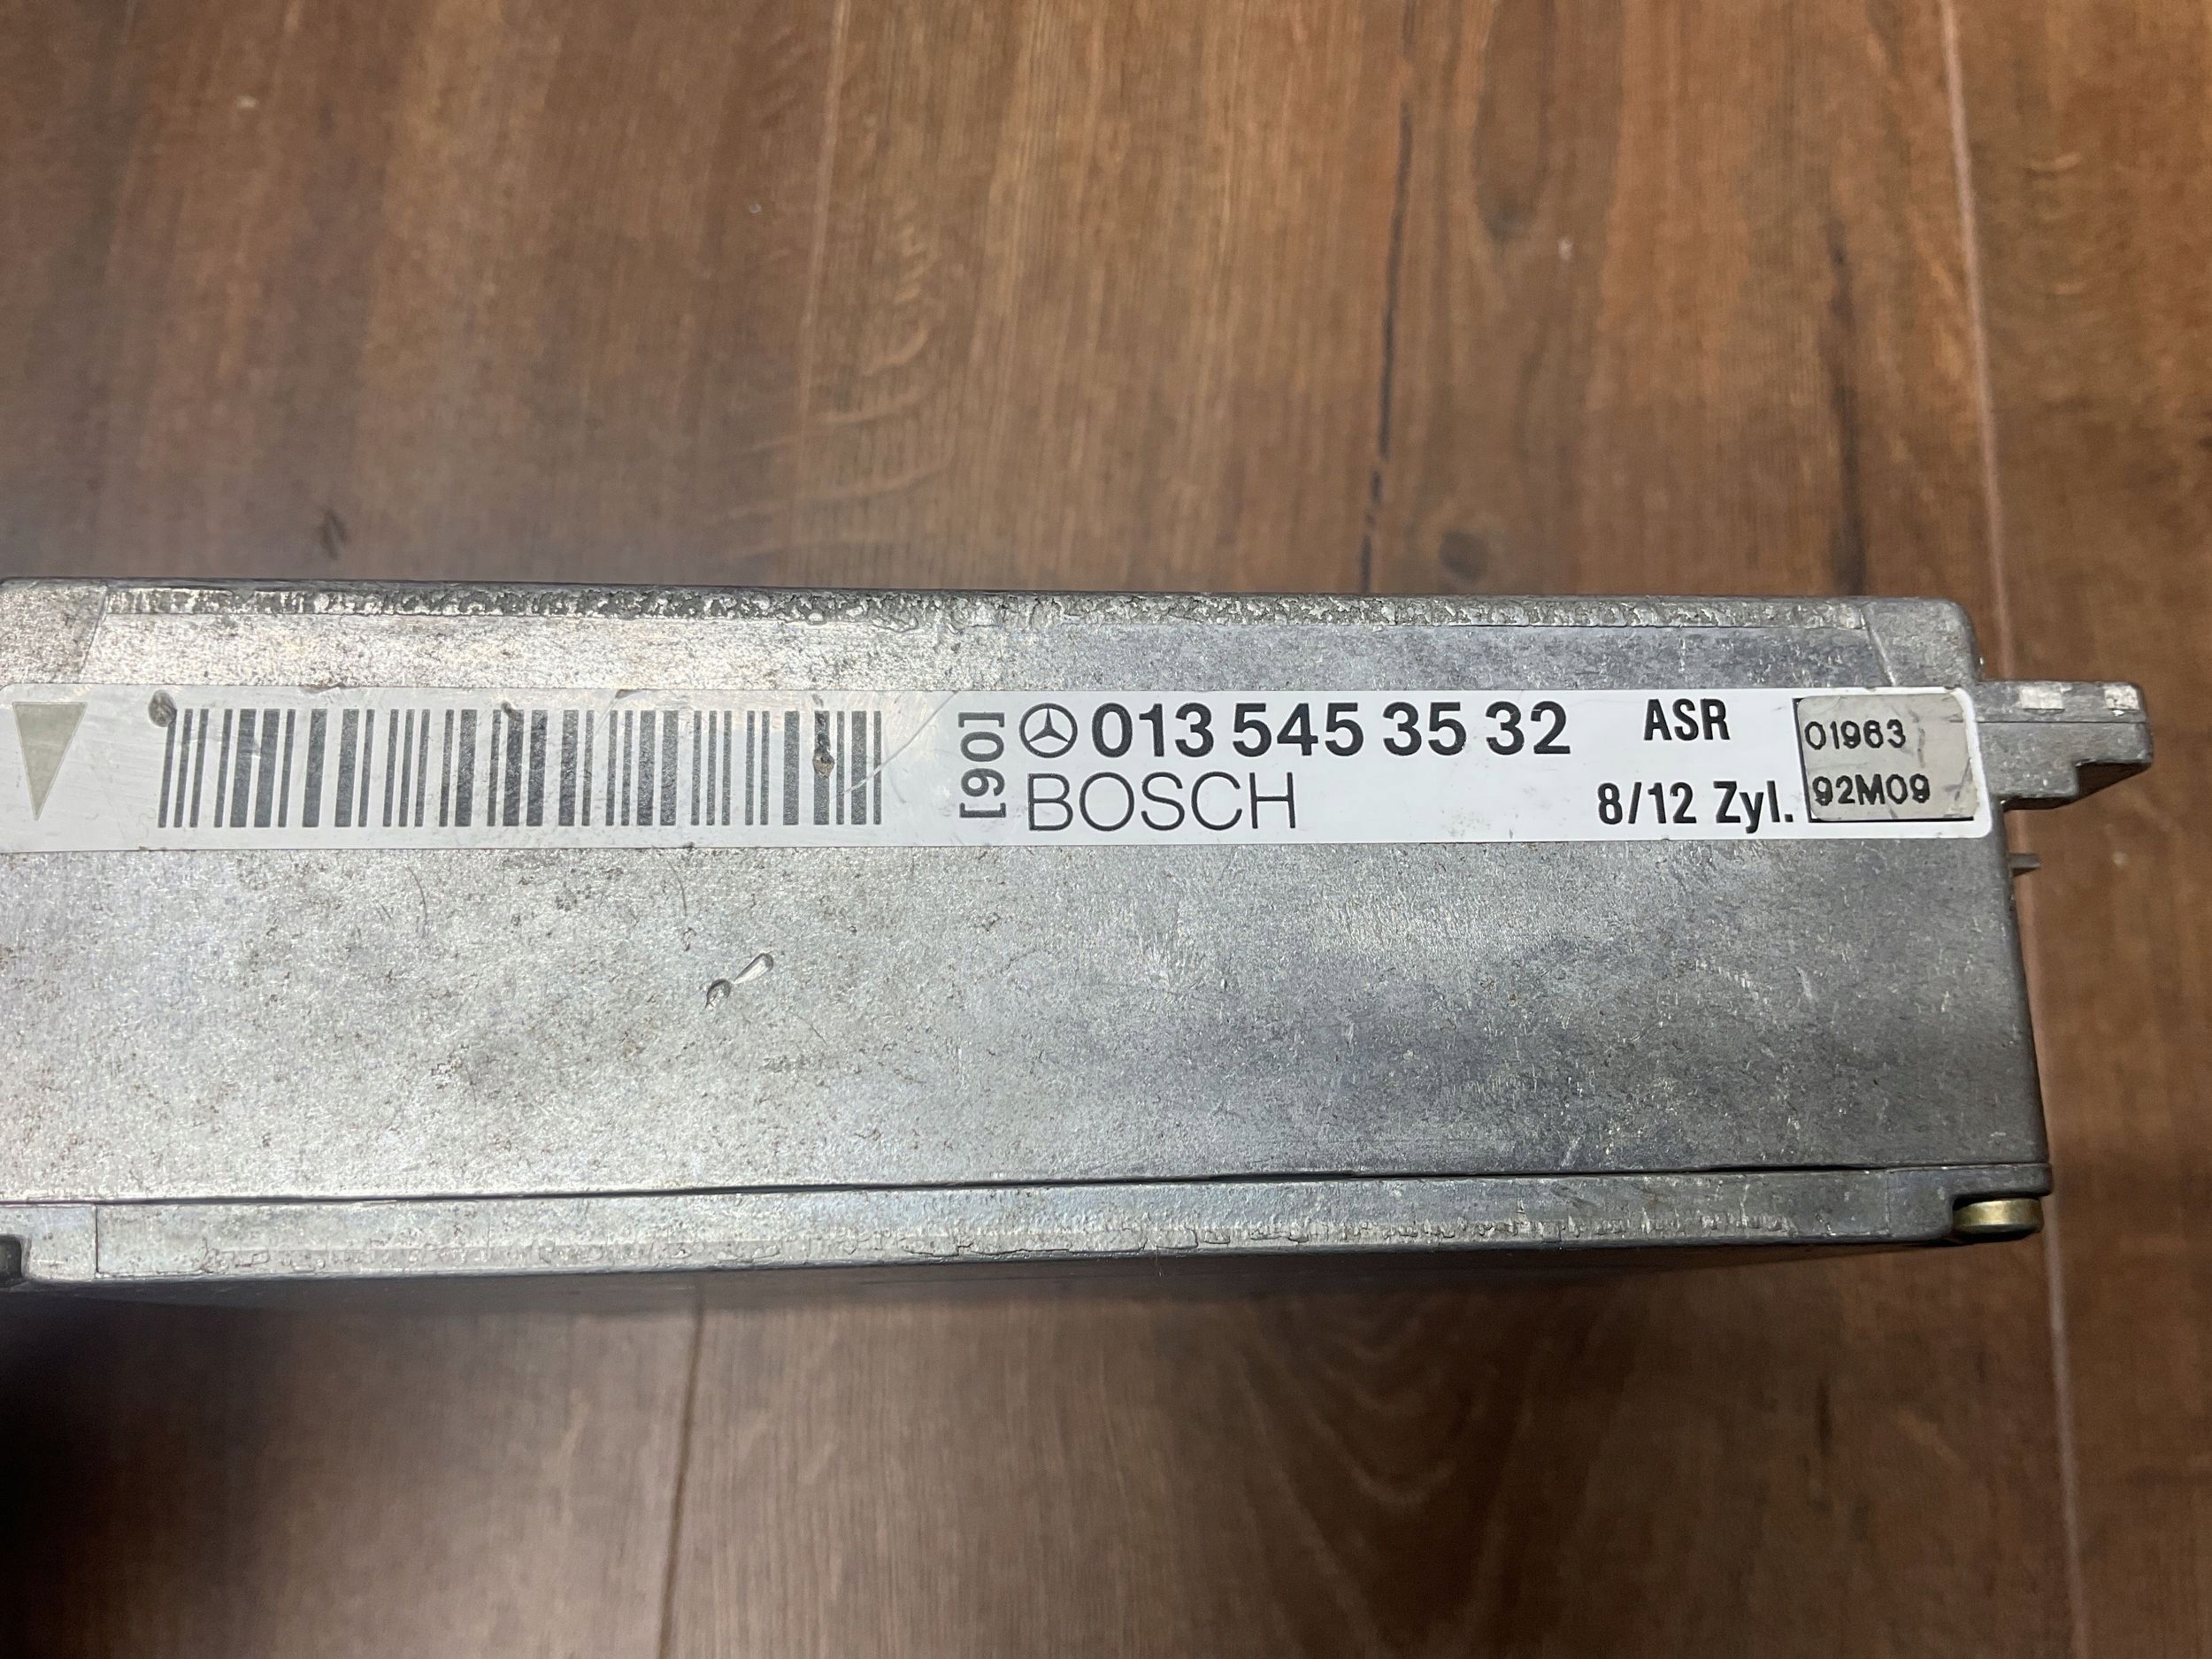 [90]
013 545 35 32
BOSCH
ASR
8/12 Zyl.
01963
92M09